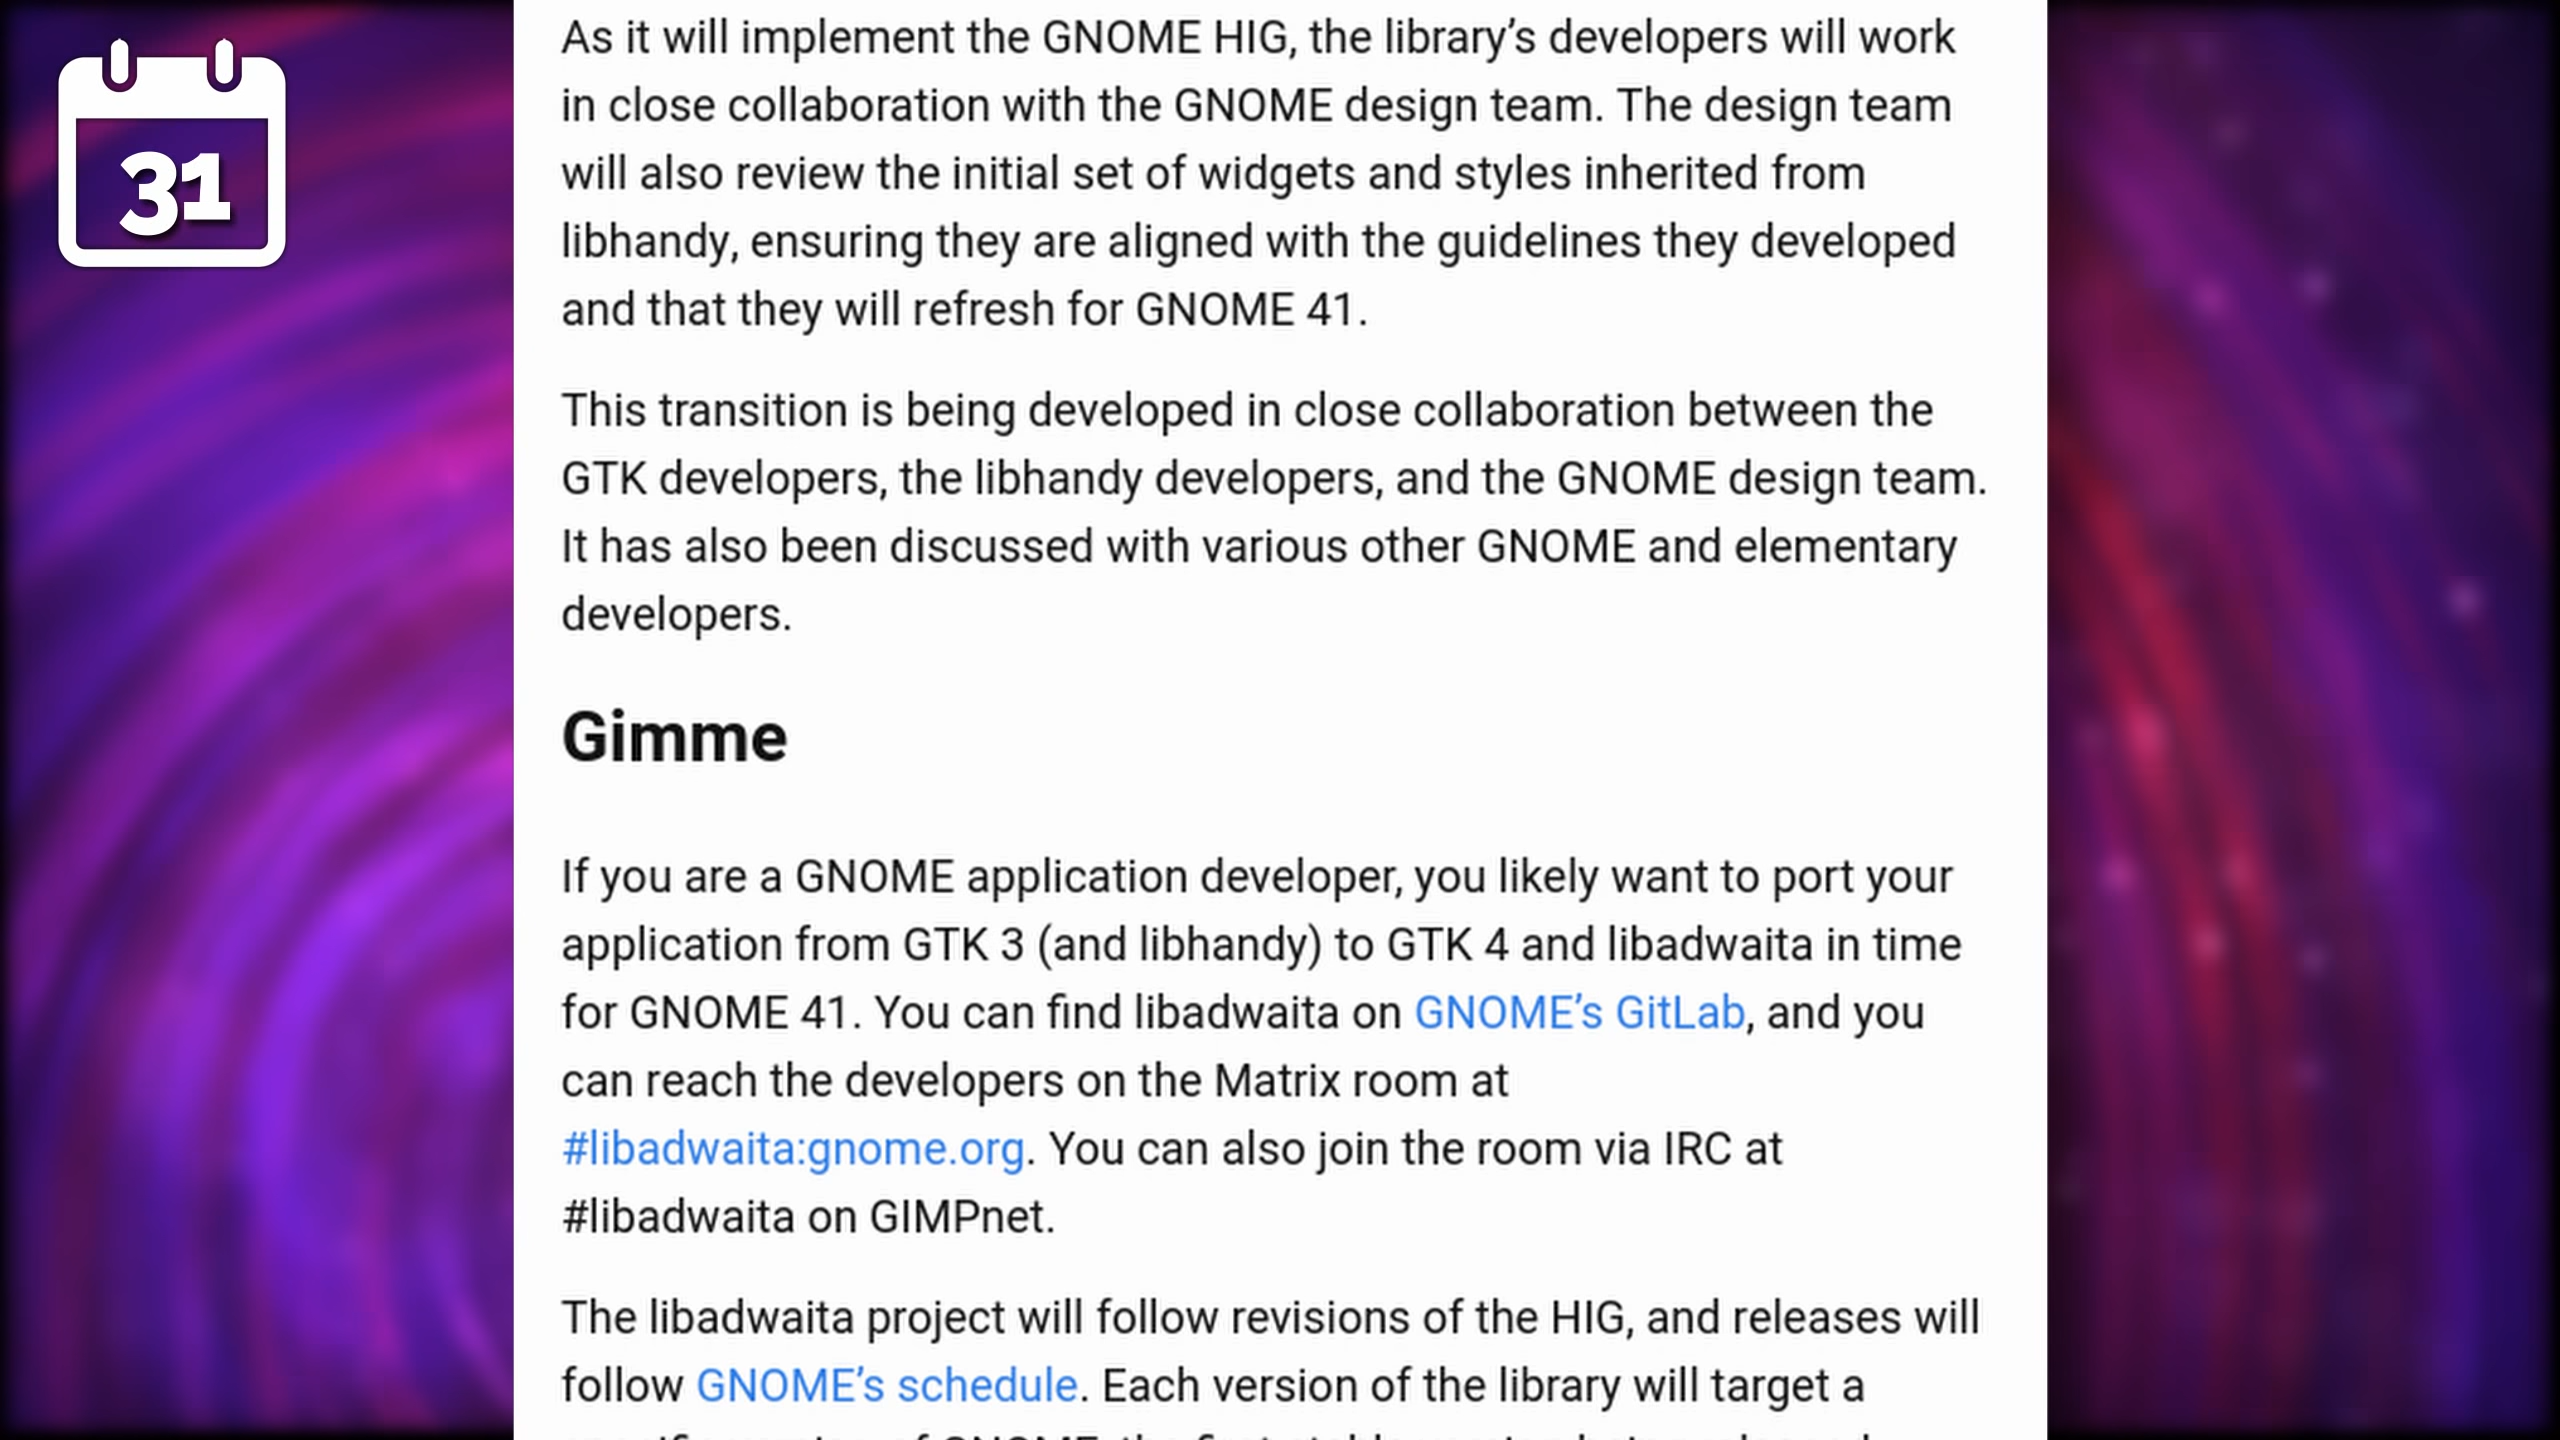 31
As it will implement the GNOME HIG, the library’s developers will work
in close collaboration with the GNOME design team. The design team
will also review the initial set of widgets and styles inherited from
libhandy, ensuring they are aligned with the guidelines they developed
and that they will refresh for GNOME 41.
This transition is being developed in close collaboration between the
GTK developers, the libhandy developers, and the GNOME design team.
It has also been discussed with various other GNOME and elementary
developers.
Gimme
If you are a GNOME application developer, you likely want to port your
application from GTK 3 (and libhandy) to GTK 4 and libadwaita in time
for GNOME 41. You can find libadwaita on GNOME’s GitLab, and you
can reach the developers on the Matrix room at
#libadwaita:gnome.org. You can also join the room via IRC at
#libadwaita on GIMPnet.
The libadwaita project will follow revisions of the HIG, and releases will
follow GNOME’s schedule. Each version of the library will target a